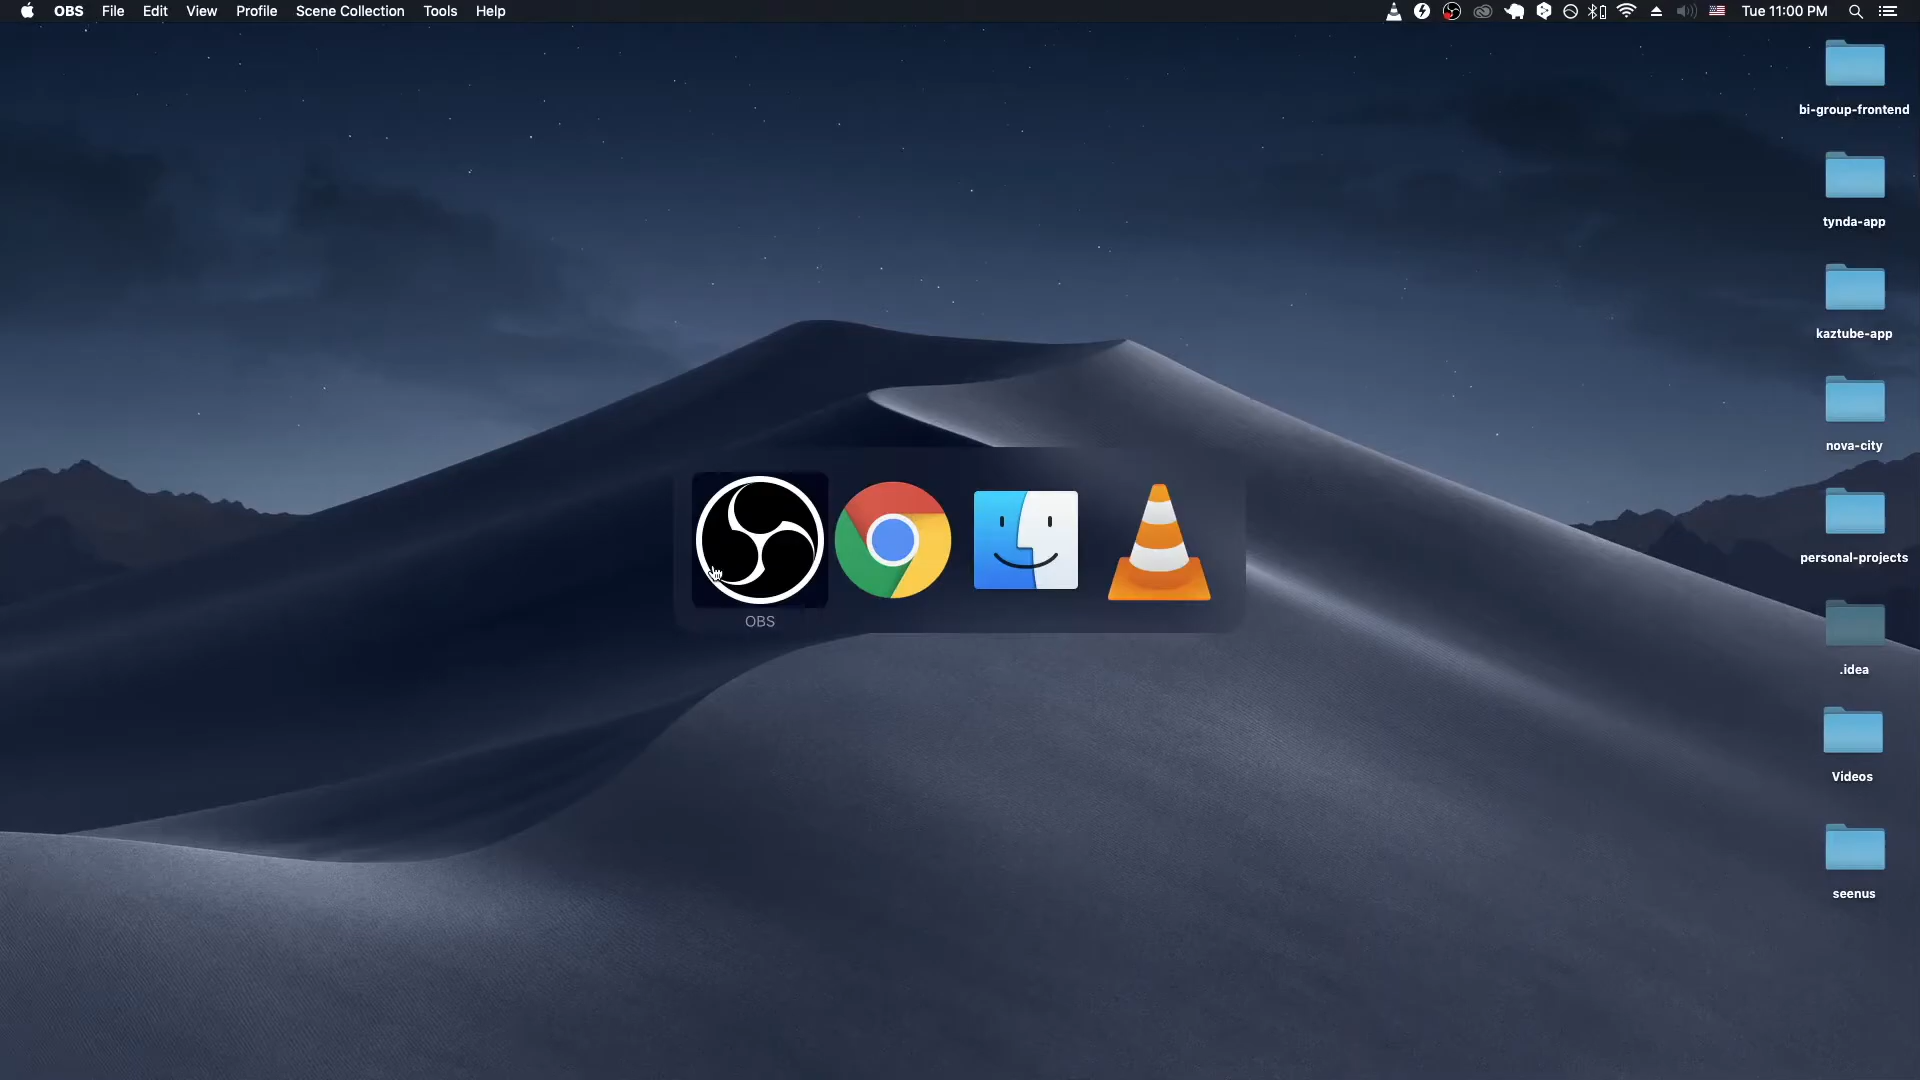 OBS File Edit View Profile Scene Collection Tools Help Tue 11:00 PM
bi-group-frontend
tynda-app
kaztube-app
nova-city
personal-projects
OBS
.idea
Videos
seenus